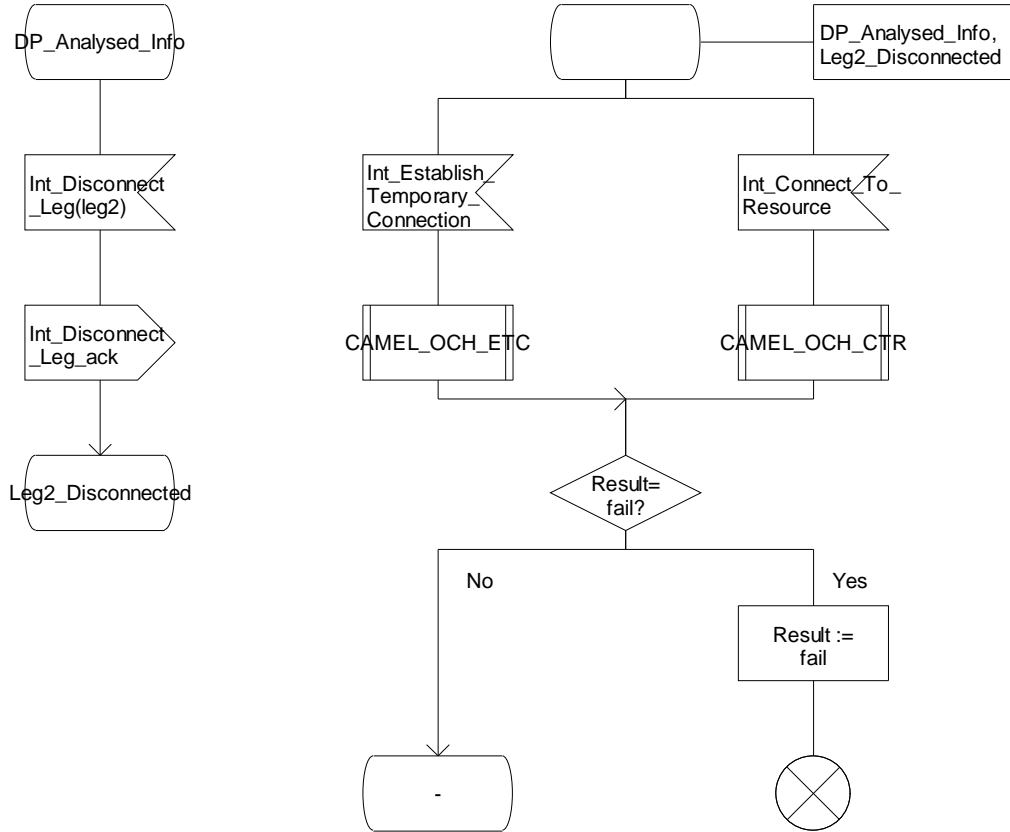 DP_Analysed_Info
Int_Disconnect
_Leg(leg2)
Int_Disconnect
_Leg_ack
Leg2_Disconnected
DP_Analysed_Info,
Leg2_Disconnected
Int_Establish_
Temporary_
Connection
Int_Connect_To_
Resource
CAMEL_OCH_ETC
CAMEL_OCH_CTR
Result=
fail?
No
Yes
Result :=
fail
-